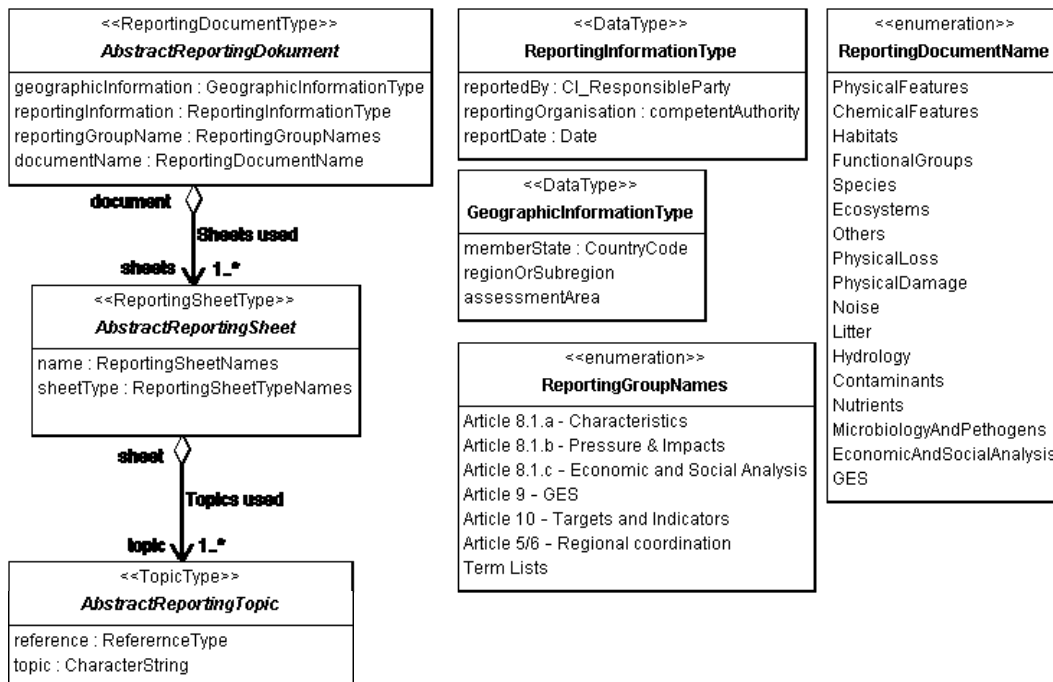 <<ReportingDocumentType>>
AbstractReportingDokument
geographicInformation : GeographicInformationType
reportingInformation : ReportingInformationType
reportingGroupName : ReportingGroupNames
documentName : ReportingDocumentName
document
Sheets used
sheets 1..*
<<ReportingSheetType>>
AbstractReportingSheet
name : ReportingSheetNames
sheetType : ReportingSheetTypeNames
sheet
Topics used
topic 1..*
<<TopicType>>
AbstractReportingTopic
reference : ReferernceType
topic : CharacterString
<<DataType>>
ReportingInformationType
reportedBy : CI_ResponsibleParty
reportingOrganisation : competentAuthority
reportDate : Date
<<DataType>>
GeographicInformationType
memberState : CountryCode
regionOrSubregion
assessmentArea
<<enumeration>>
ReportingGroupNames
Article 8.1.a - Characteristics
Article 8.1.b - Pressure & Impacts
Article 8.1.c - Economic and Social Analysis
Article 9 - GES
Article 10 - Targets and Indicators
Article 5/6 - Regional coordination
Term Lists
<<enumeration>>
ReportingDocumentName
PhysicalFeatures
ChemicalFeatures
Habitats
FunctionalGroups
Species
Ecosystems
Others
PhysicalLoss
PhysicalDamage
Noise
Litter
Hydrology
Contaminants
Nutrients
MicrobiologyAndPathogens
EconomicAndSocialAnalysis
GES